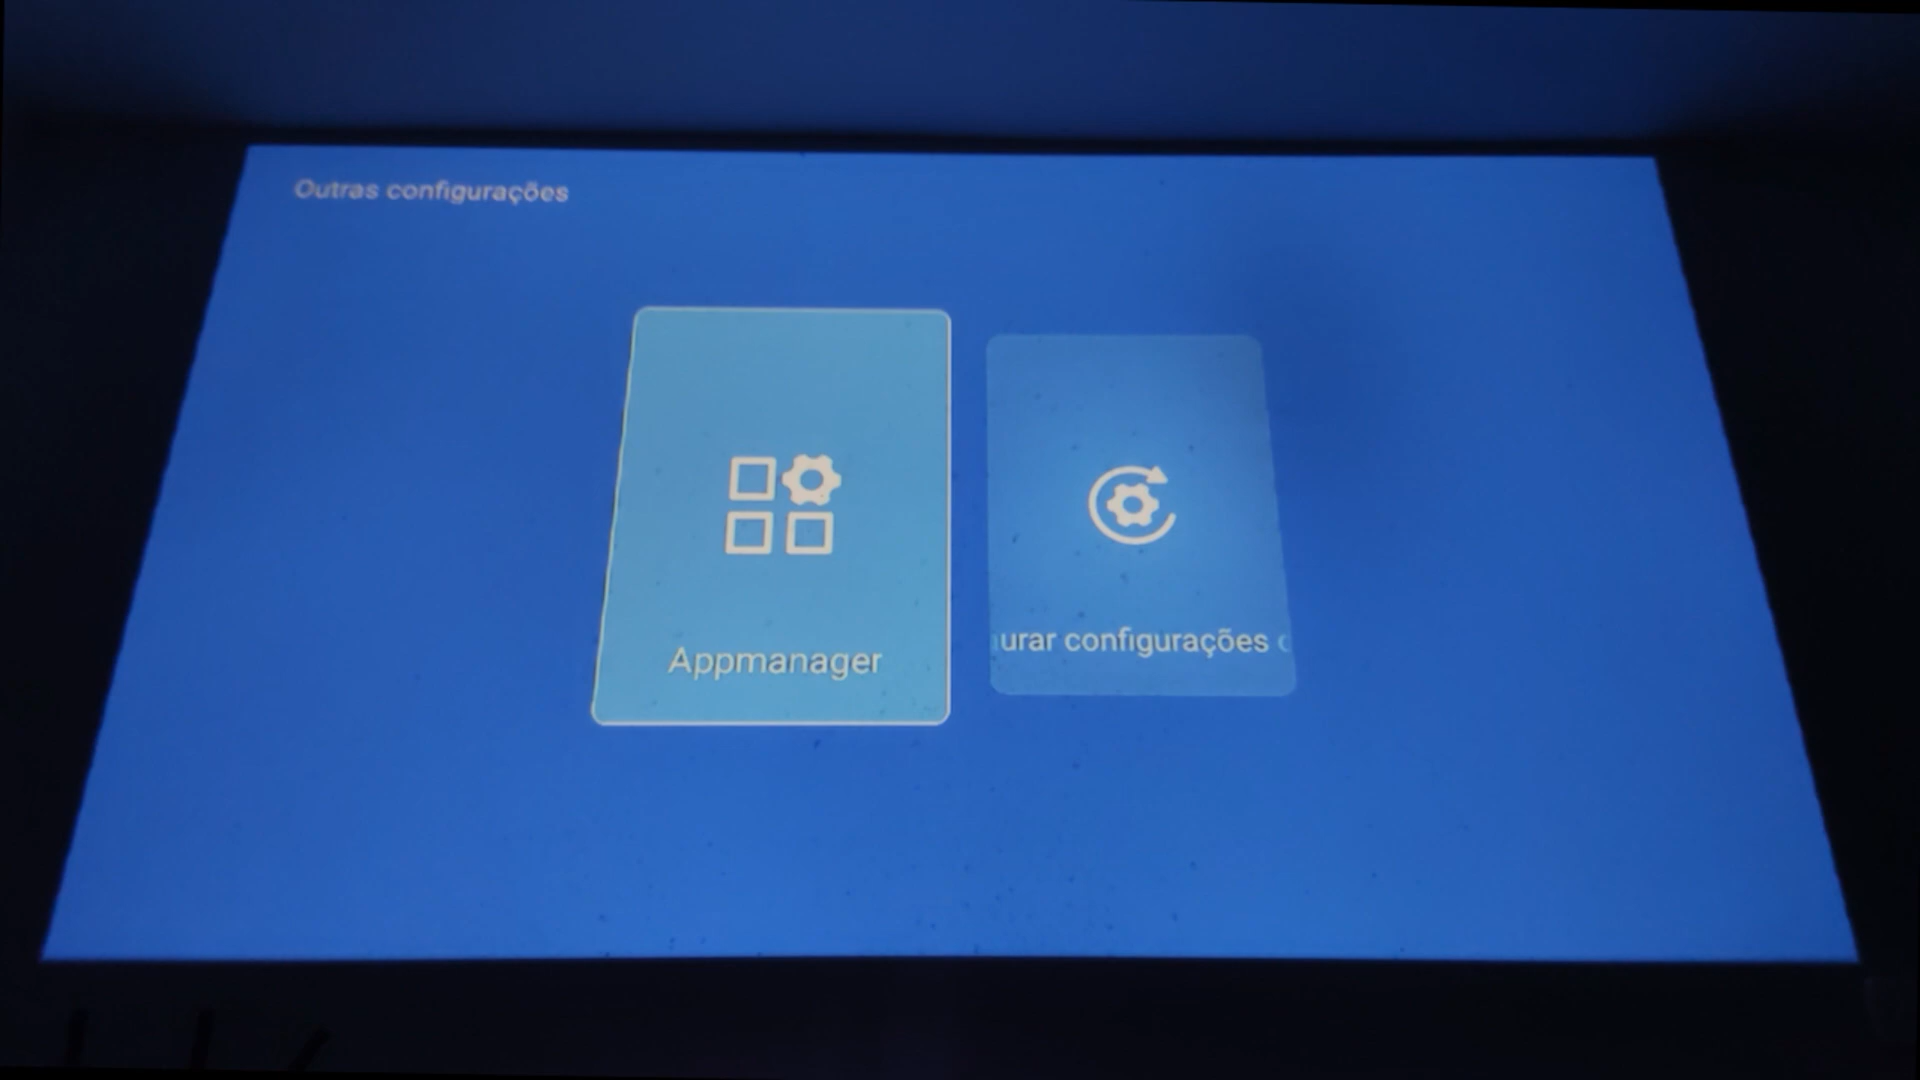 Outras configurações
Appmanager
urar configurações